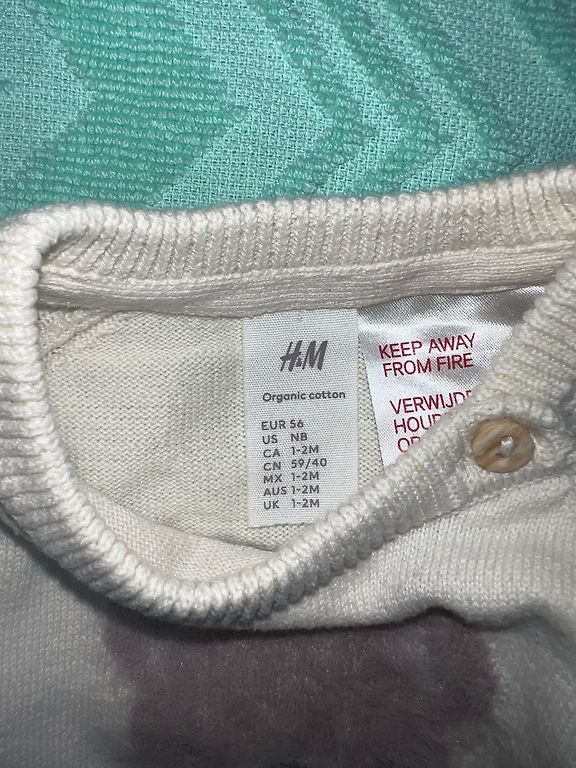 H&M
Organic cotton
EUR 56
US NB
CA 1-2M
CN 59/40
MX 1-2M
AUS 1-2M
UK 1-2M
KEEP AWAY
FROM FIRE